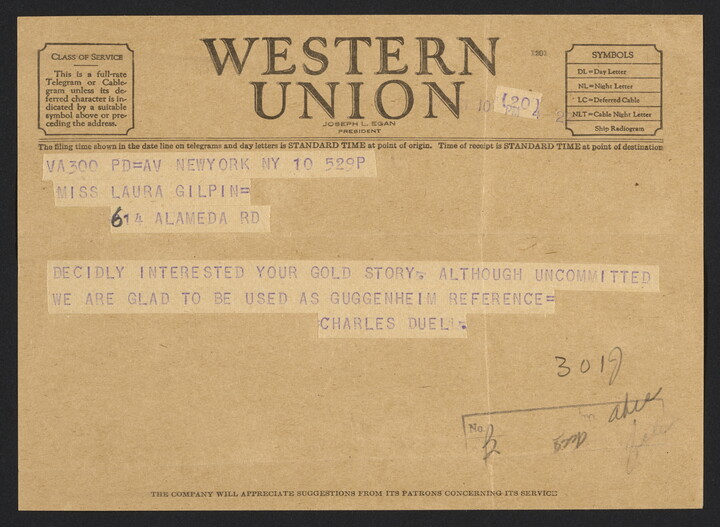 CLASS OF SERVICE
This is a full-rate
Telegram or Cable-
gram unless its de-
ferred character is in-
dicated by a suitable
symbol above or pre-
ceding the address.
WESTERN
UNION
JOSEPH L. EGAN
PRESIDENT
(20)
SYMBOLS
DL=Day Letter
NL=Night Letter
LC=Deferred Cable
NLT=Cable Night Letter
Ship Radiogram
The filing time shown in the date line on telegrams and day letters is STANDARD TIME at point of origin. Time of receipt is STANDARD TIME at point of destination
VA300 PD=AV NEWYORK NY 10 529P
MISS LAURA GILPIN=
614 ALAMEDA RD
DECIDLY INTERESTED YOUR GOLD STORY. ALTHOUGH UNCOMMITTED
WE ARE GLAD TO BE USED AS GUGGENHEIM REFERENCE=
CHARLES DUELL.
301
No.
THE COMPANY WILL APPRECIATE SUGGESTIONS FROM ITS PATRONS CONCERNING ITS SERVICE